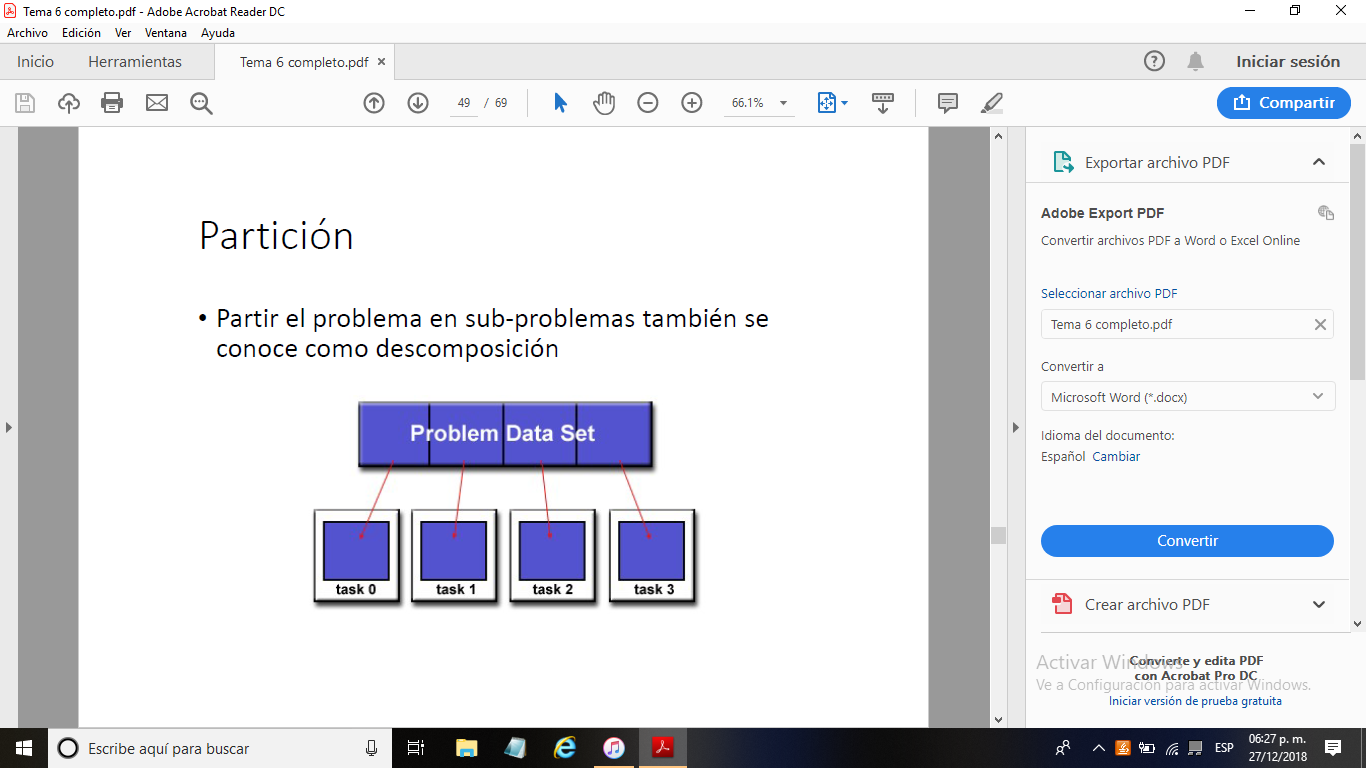 Tema 6 completo.pdf - Adobe Acrobat Reader DC
Archivo Edición Ver Ventana Ayuda
Inicio Herramientas Tema 6 completo.pdf × Iniciar sesión
49 / 69 66.1% Compartir
Partición
• Partir el problema en sub-problemas también se
conoce como descomposición
Problem Data Set
task 0 task 1 task 2 task 3
Exportar archivo PDF
Adobe Export PDF
Convertir archivos PDF a Word o Excel Online
Seleccionar archivo PDF
Tema 6 completo.pdf
Convertir a
Microsoft Word (*.docx)
Idioma del documento:
Español Cambiar
Convertir
Crear archivo PDF
Convierte y edita PDF
con Acrobat Pro DC
Iniciar versión de prueba gratuita
Activar Windows
Ve a Configuración para activar Windows.
Escribe aquí para buscar
ESP
06:27 p. m.
27/12/2018